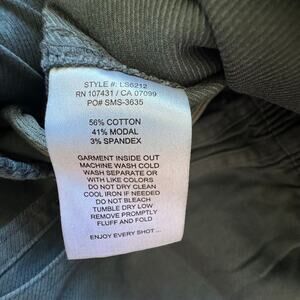 STYLE #: LS6212
RN 107431 / CA 07099
PO# SMS-3635
56% COTTON
41% MODAL
3% SPANDEX
GARMENT INSIDE OUT
MACHINE WASH COLD
WASH SEPARATE OR
WITH LIKE COLORS
DO NOT DRY CLEAN
COOL IRON IF NEEDED
DO NOT BLEACH
TUMBLE DRY LOW
REMOVE PROMPTLY
FLUFF AND FOLD
ENJOY EVERY SHOT ...